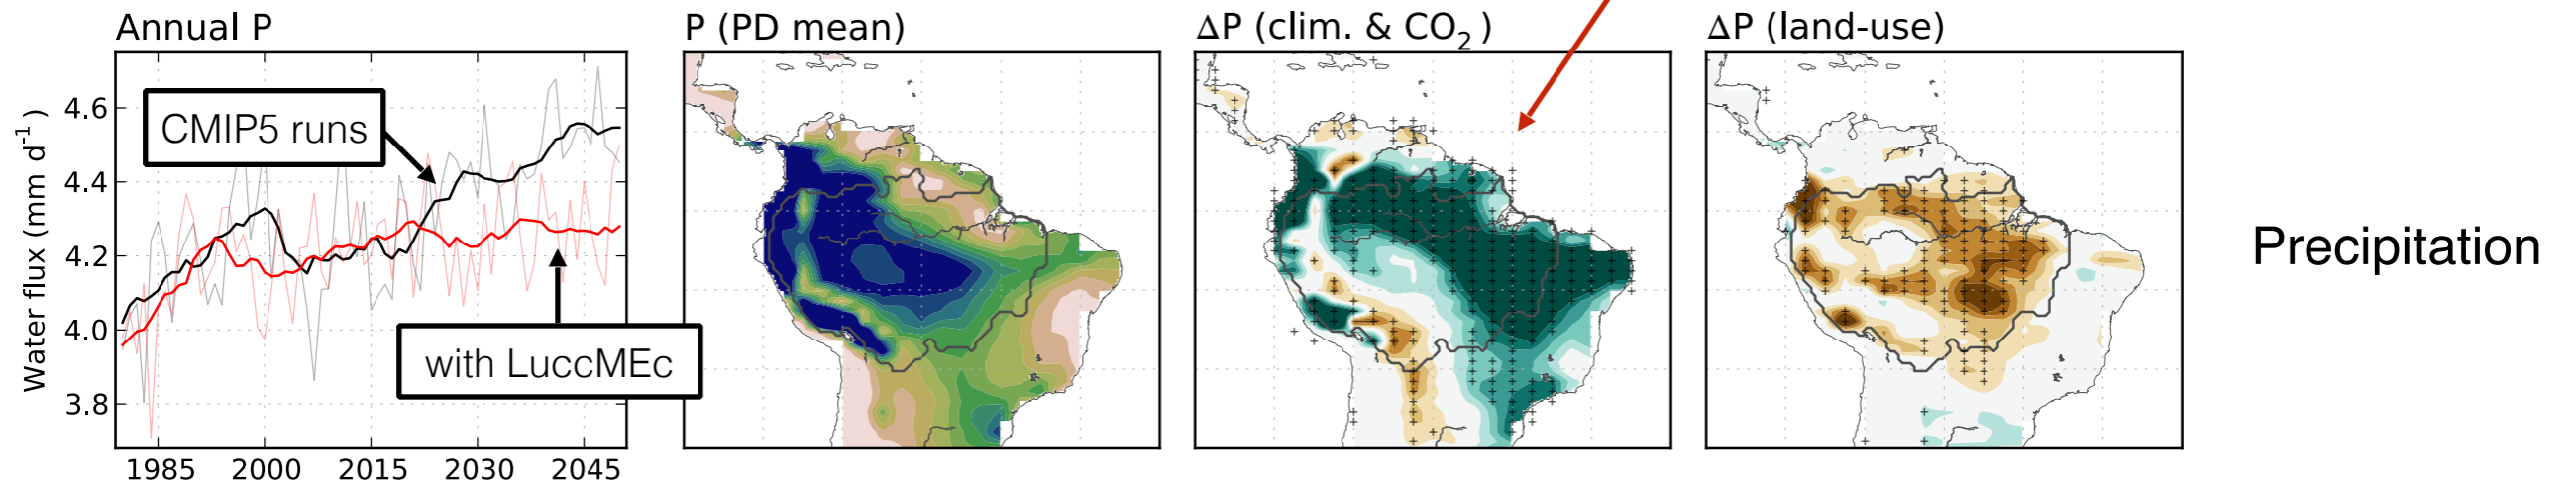 Annual P
P (PD mean)
ΔP (clim. & CO₂ )
ΔP (land-use)
Water flux (mm d⁻¹ )
4.6
4.4
4.2
4.0
3.8
CMIP5 runs
with LuccMEc
1985 2000 2015 2030 2045
Precipitation